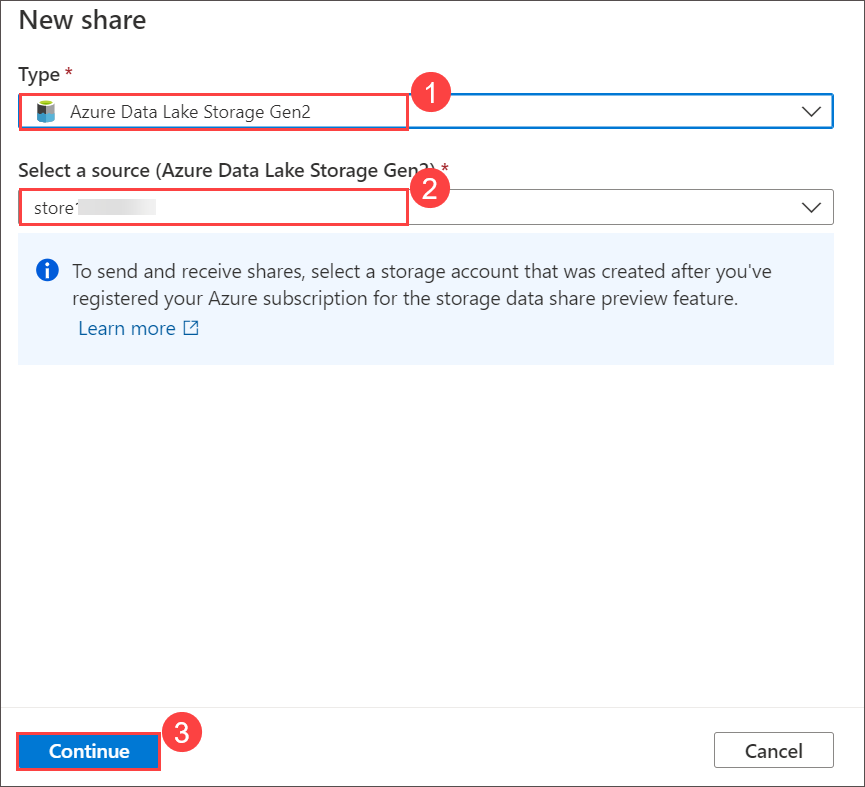 New share
Type *
1
Azure Data Lake Storage Gen2
Select a source (Azure Data Lake Storage Gen2) *
2
store
To send and receive shares, select a storage account that was created after you've
registered your Azure subscription for the storage data share preview feature.
Learn more
3
Continue
Cancel